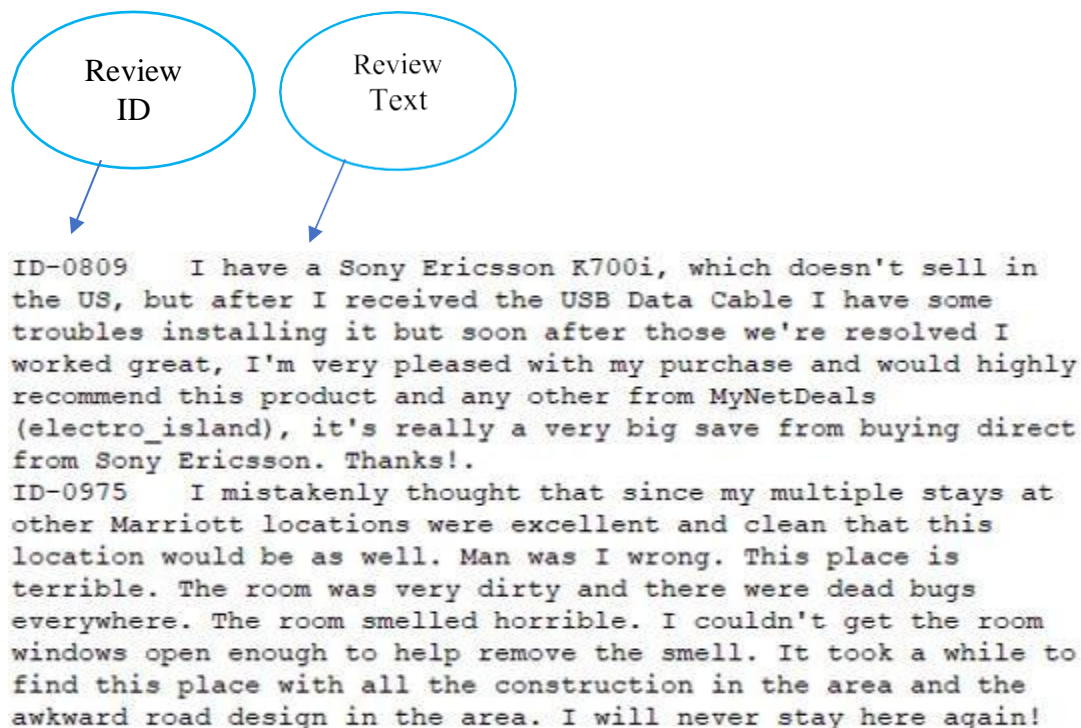 Review
ID
Review
Text
ID-0809 I have a Sony Ericsson K700i, which doesn't sell in
the US, but after I received the USB Data Cable I have some
troubles installing it but soon after those we're resolved I
worked great, I'm very pleased with my purchase and would highly
recommend this product and any other from MyNetDeals
(electro_island), it's really a very big save from buying direct
from Sony Ericsson. Thanks!.
ID-0975 I mistakenly thought that since my multiple stays at
other Marriott locations were excellent and clean that this
location would be as well. Man was I wrong. This place is
terrible. The room was very dirty and there were dead bugs
everywhere. The room smelled horrible. I couldn't get the room
windows open enough to help remove the smell. It took a while to
find this place with all the construction in the area and the
awkward road design in the area. I will never stay here again!